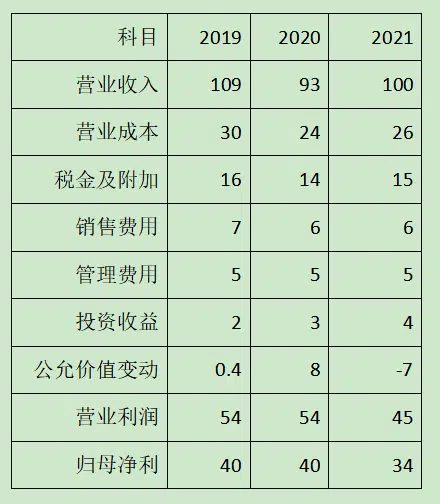 科目 2019 2020 2021
营业收入 109 93 100
营业成本 30 24 26
税金及附加 16 14 15
销售费用 7 6 6
管理费用 5 5 5
投资收益 2 3 4
公允价值变动 0.4 8 -7
营业利润 54 54 45
归母净利 40 40 34